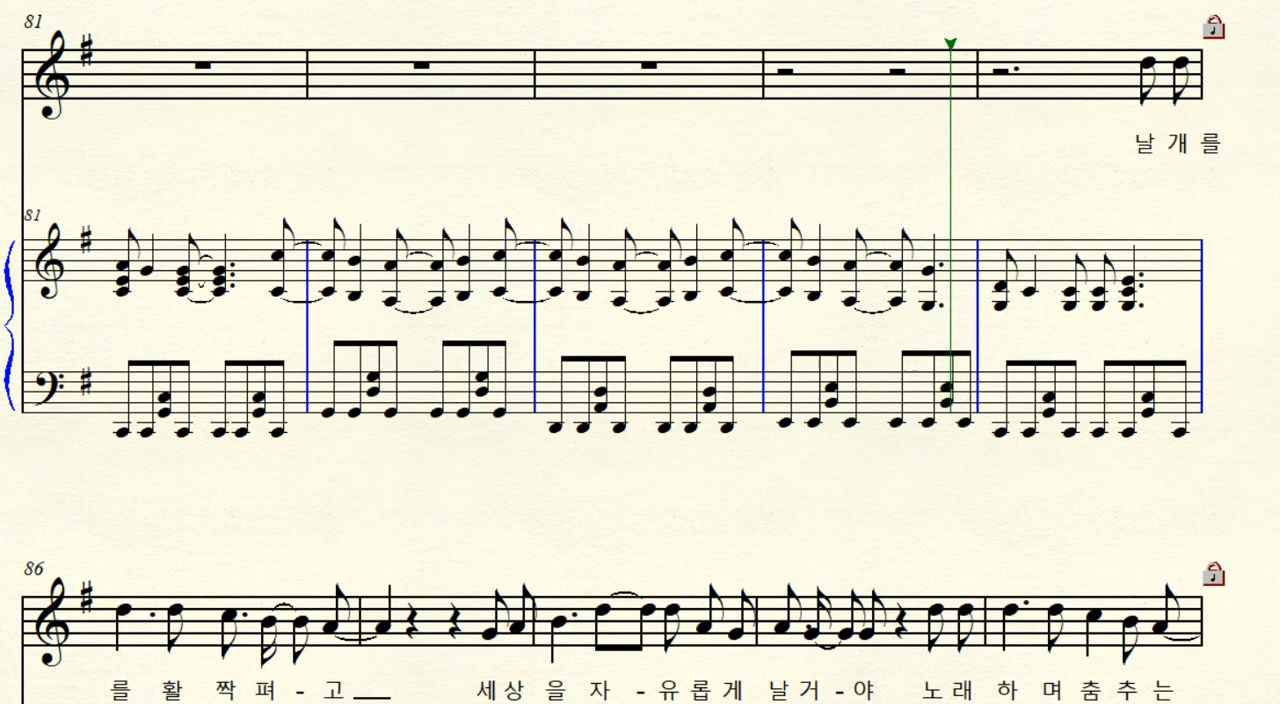 81
날 개 를
81
86
를 활 짝 펴 - 고 ___ 세 상 을 자 - 유 롭 게 날 거 - 야 노 래 하 며 춤 추 는